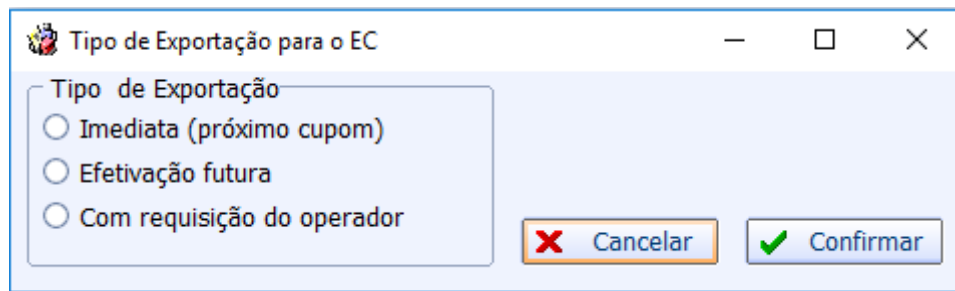 Tipo de Exportação para o EC
Tipo de Exportação
Imediata (próximo cupom)
Efetivação futura
Com requisição do operador
Cancelar
Confirmar